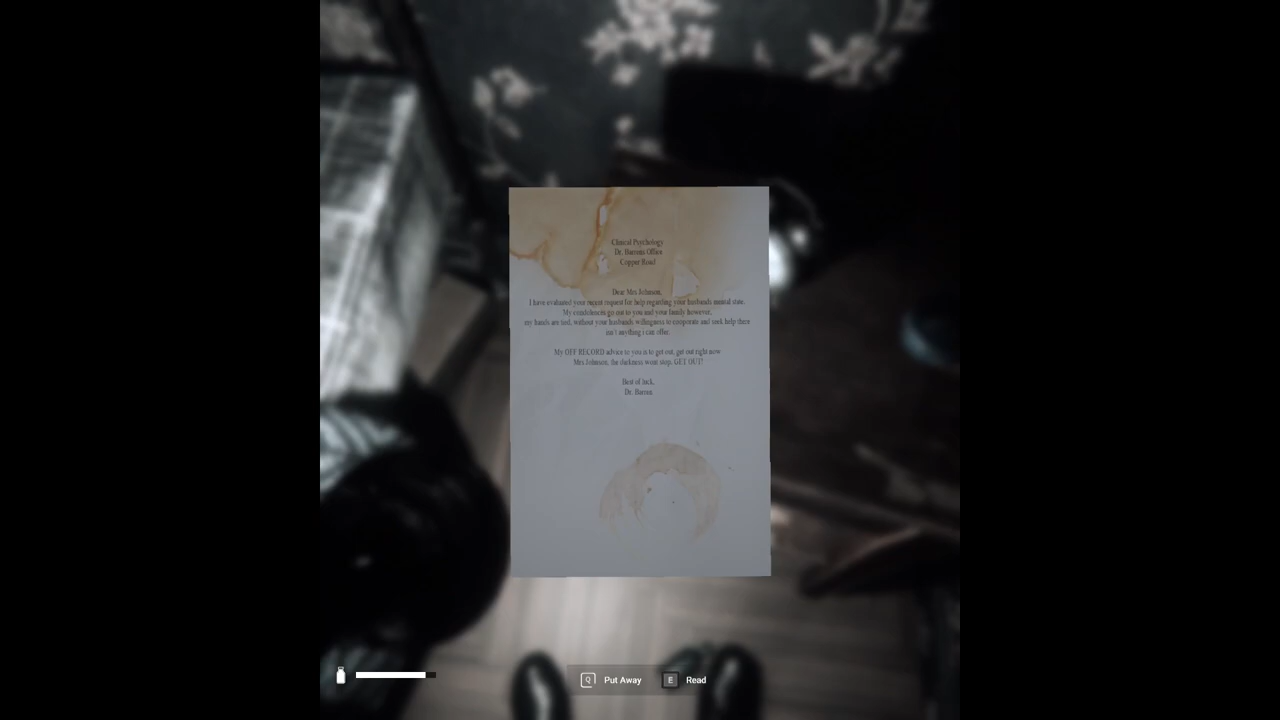 Clinical Psychology
Dr. Barrons Office
Copper Road
Dear Mrs Johnson,
I have evaluated your recent request for help regarding your husbands mental state.
My condolences go out to you and your family however,
my hands are tied, without your husbands willingness to cooperate and seek help there
isn't anything i can offer.
My OFF RECORD advice to you is to get out, get out right now
Mrs Johnson, the darkness wont stop, GET OUT!
Best of luck,
Dr. Barron.
Q Put Away E Read